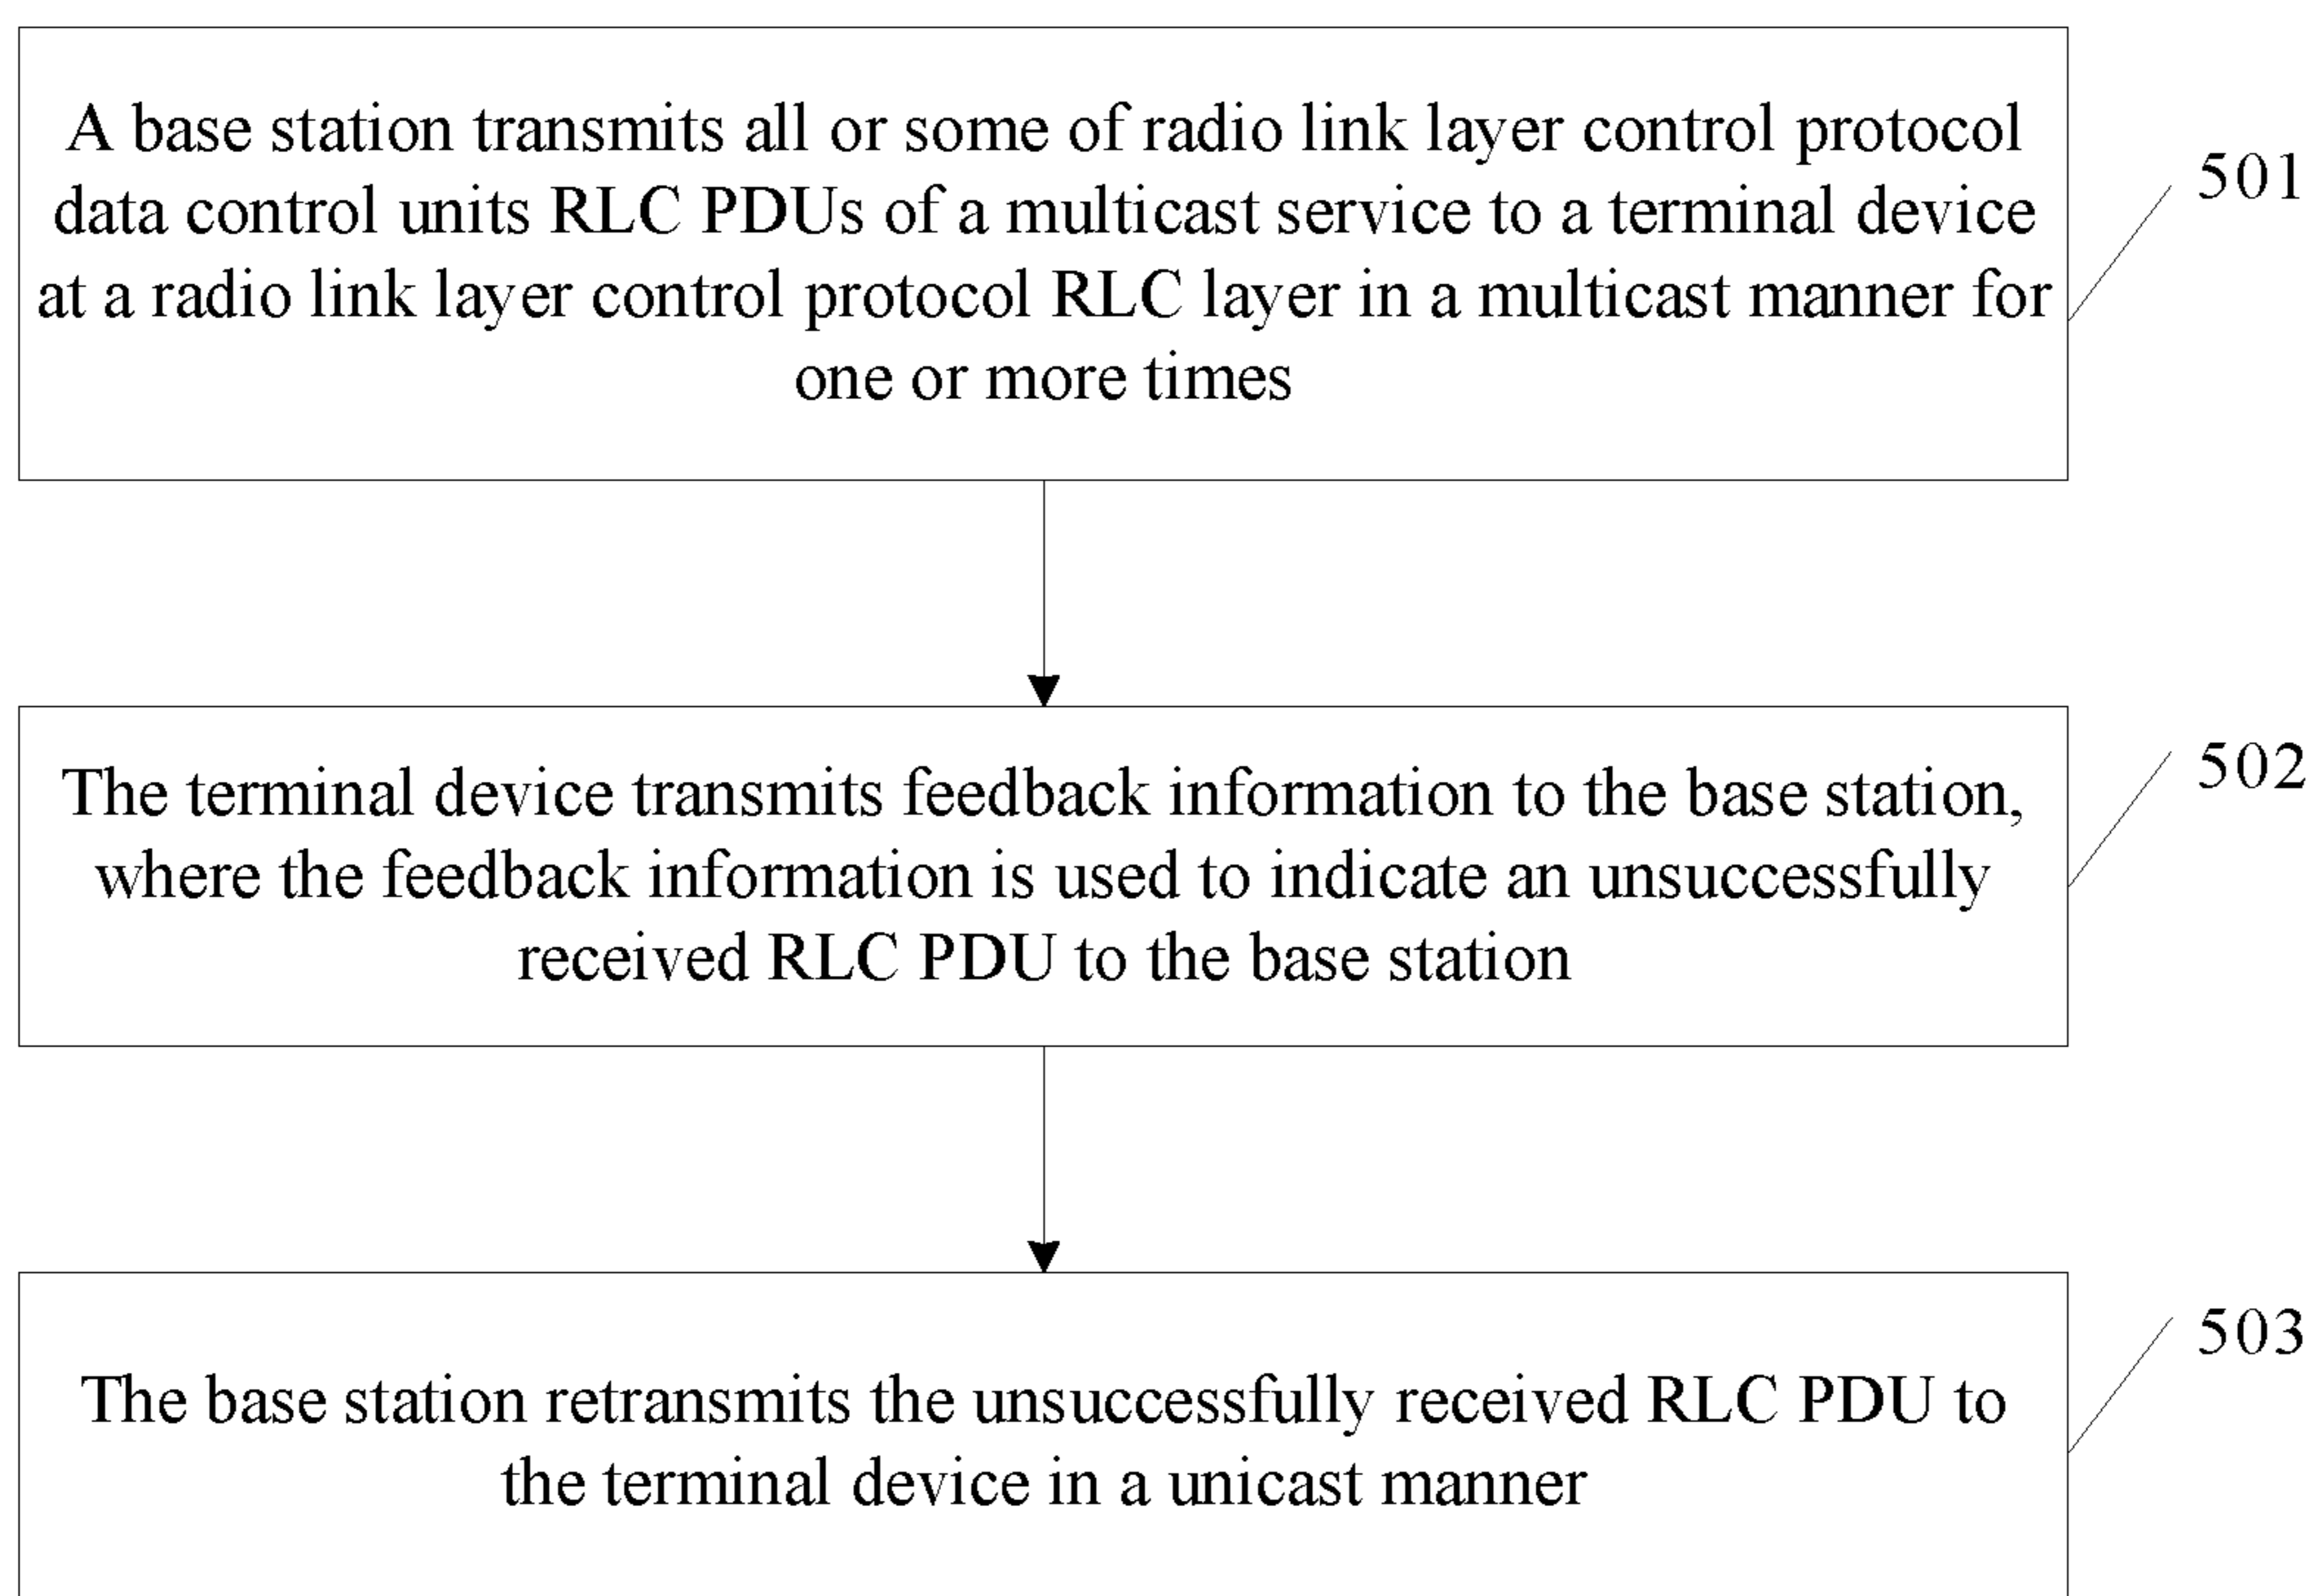 A base station transmits all or some of radio link layer control protocol
data control units RLC PDUs of a multicast service to a terminal device
at a radio link layer control protocol RLC layer in a multicast manner for
one or more times
501
The terminal device transmits feedback information to the base station,
where the feedback information is used to indicate an unsuccessfully
received RLC PDU to the base station
502
The base station retransmits the unsuccessfully received RLC PDU to
the terminal device in a unicast manner
503